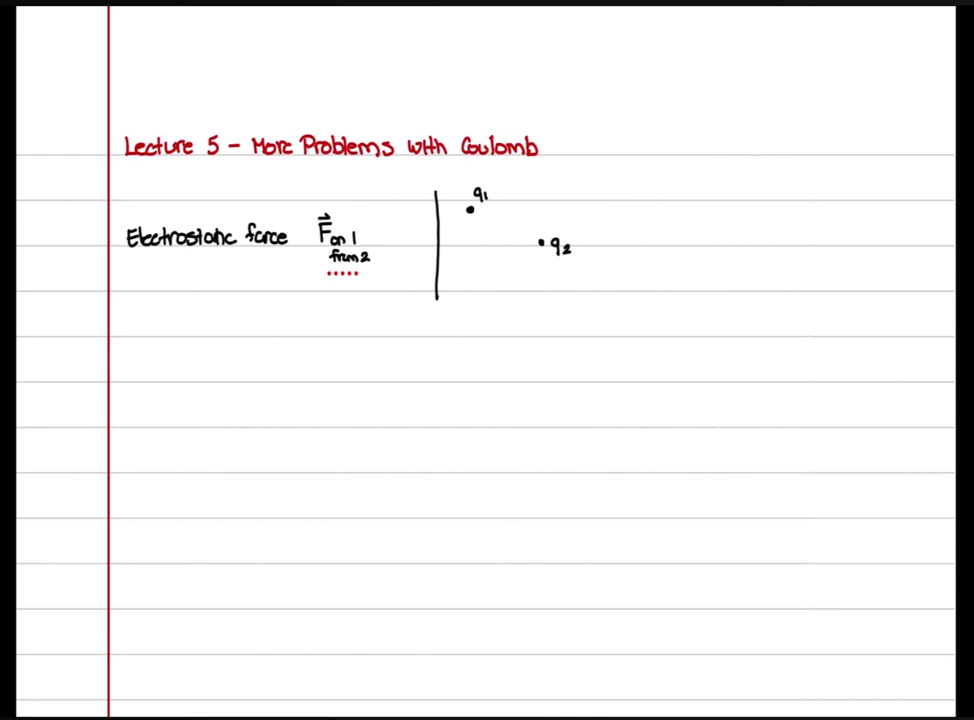 Lecture 5 - More Problems with Coulomb
q1
Electrostatic force F on 1
q2
from 2